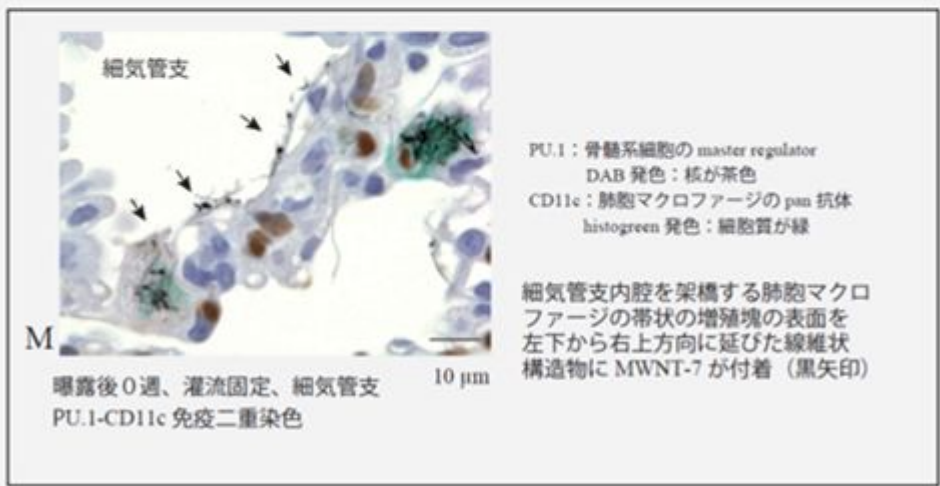 細気管支
PU.1：骨髄系細胞の master regulator
DAB 発色：核が茶色
CD11c：肺胞マクロファージの pan 抗体
histogreen 発色：細胞質が緑
細気管支内腔を架橋する肺胞マクロ
ファージの帯状の増殖塊の表面を
左下から右上方向に延びた線維状
構造物に MWNT-7 が付着（黒矢印）
M
10 μm
曝露後０週、灌流固定、細気管支
PU.1-CD11c 免疫二重染色